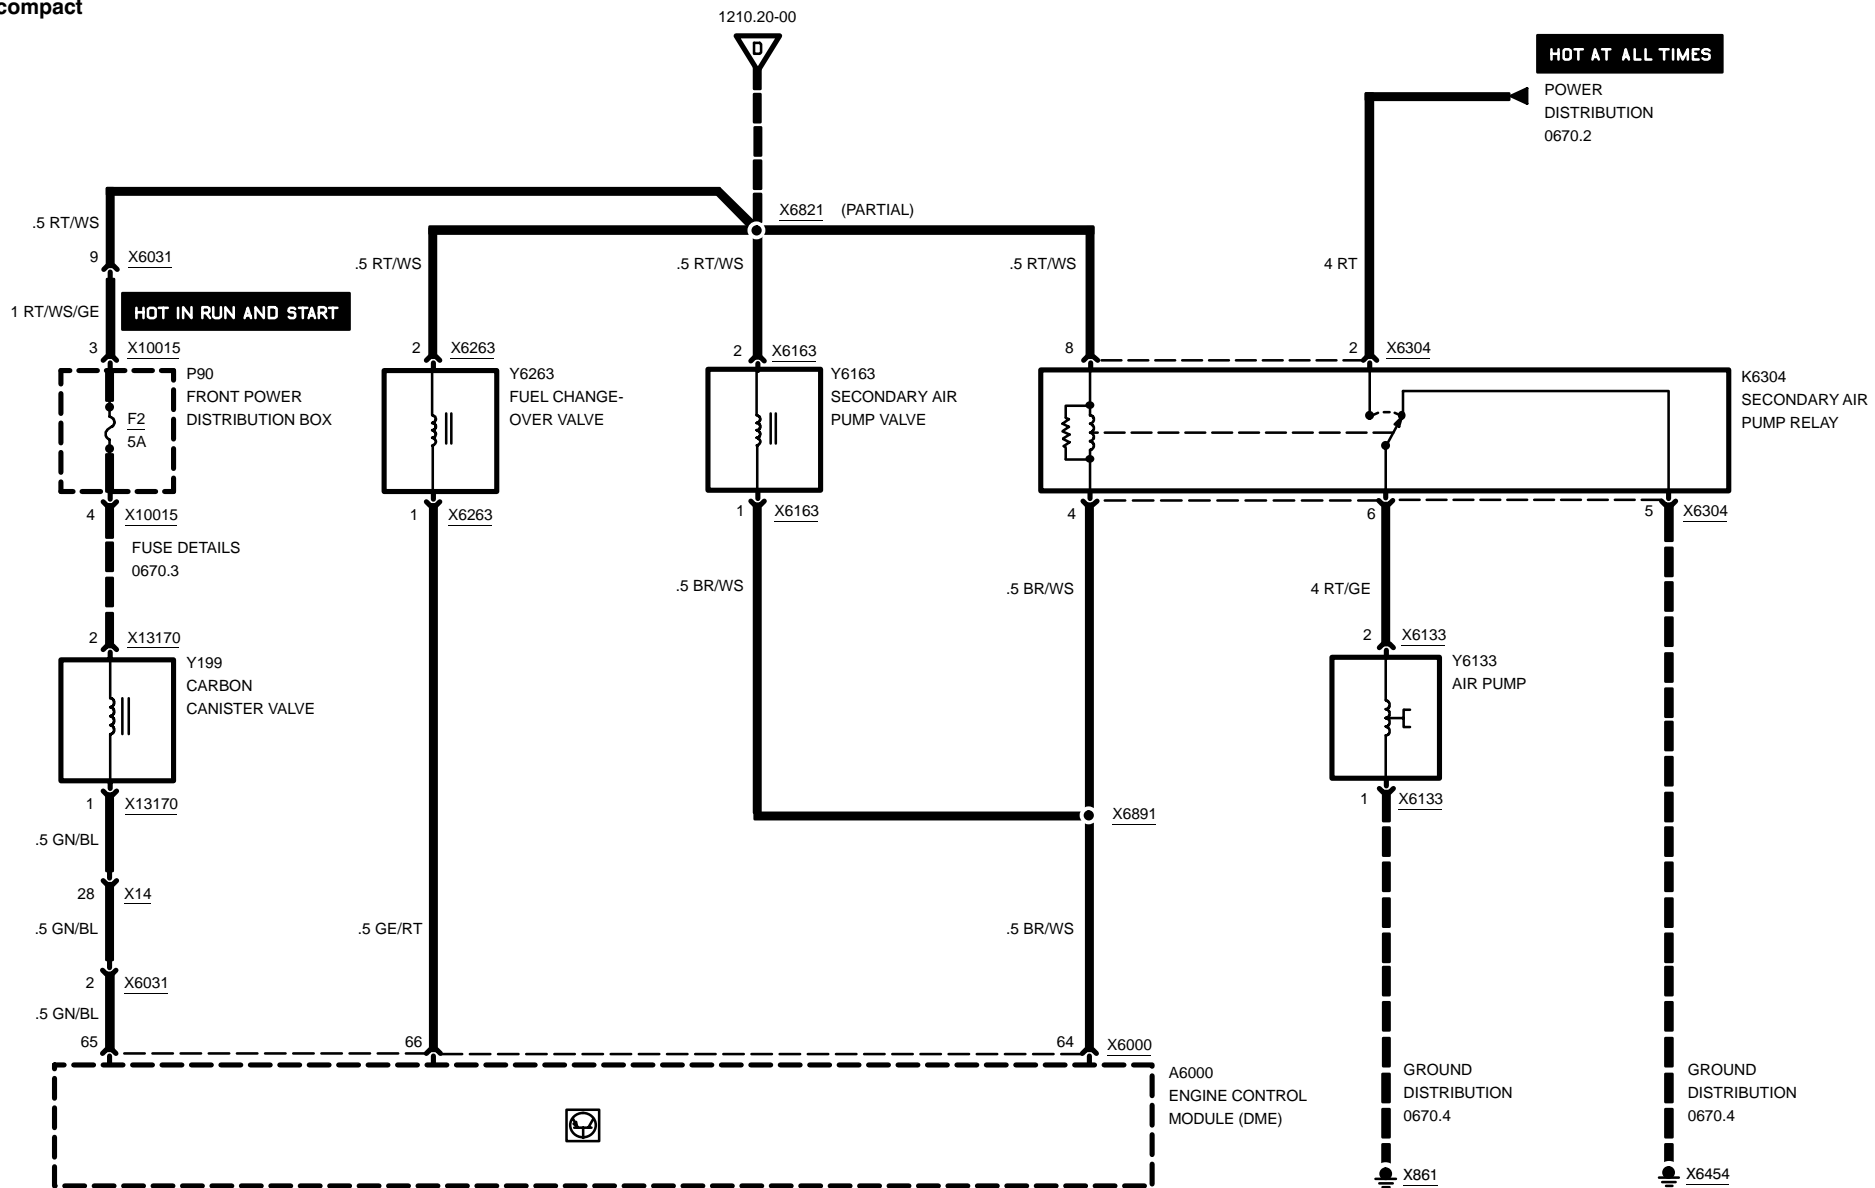 compact
1210.20-00
D
HOT AT ALL TIMES
POWER
DISTRIBUTION
0670.2
.5 RT/WS
X6821 (PARTIAL)
9 X6031
.5 RT/WS
.5 RT/WS
.5 RT/WS
4 RT
1 RT/WS/GE
HOT IN RUN AND START
3 X10015
2 X6263
2 X6163
8
2 X6304
P90
FRONT POWER
DISTRIBUTION BOX
F2
5A
Y6263
FUEL CHANGE-
OVER VALVE
Y6163
SECONDARY AIR
PUMP VALVE
K6304
SECONDARY AIR
PUMP RELAY
4 X10015
1 X6263
1 X6163
4
6
5 X6304
FUSE DETAILS
0670.3
.5 BR/WS
.5 BR/WS
4 RT/GE
2 X13170
2 X6133
Y199
CARBON
CANISTER VALVE
Y6133
AIR PUMP
1 X13170
1 X6133
X6891
.5 GN/BL
28 X14
.5 GN/BL
.5 GE/RT
.5 BR/WS
2 X6031
.5 GN/BL
65
66
64 X6000
A6000
ENGINE CONTROL
MODULE (DME)
GROUND
DISTRIBUTION
0670.4
GROUND
DISTRIBUTION
0670.4
X861
X6454